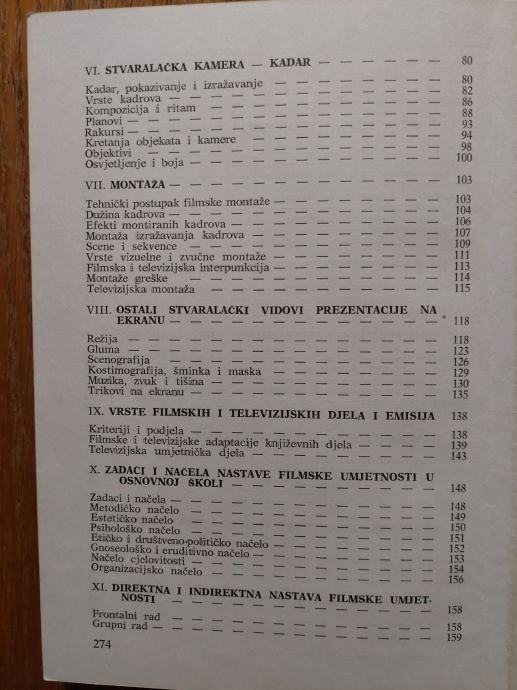 VI. STVARALAČKA KAMERA — KADAR — — — — — — 80
Kadar, pokazivanje i izražavanje — — — — — — — — 80
Vrste kadrova — — — — — — — — — — — — 82
Kompozicija i ritam — — — — — — — — — — 86
Planovi — — — — — — — — — — — — — 88
Rakursi — — — — — — — — — — — — — 93
Kretanja objekata i kamere — — — — — — — — — 94
Objektivi — — — — — — — — — — — — 98
Osvjetljenje i boja — — — — — — — — — — — 100
VII. MONTAŽA — — — — — — — — — — — 103
Tehnički postupak filmske montaže — — — — — — — — 103
Dužina kadrova — — — — — — — — — — — — 104
Efekti montiranih kadrova — — — — — — — — — 106
Montaža izražavanja kadrova — — — — — — — — 107
Scene i sekvence — — — — — — — — — — — 109
Vrste vizuelne i zvučne montaže — — — — — — — — 111
Filmska i televizijska interpunkcija — — — — — — — 113
Montažne greške — — — — — — — — — — — 114
Televizijska montaža — — — — — — — — — — 115
VIII. OSTALI STVARALAČKI VIDOVI PREZENTACIJE NA
EKRANU — — — — — — — — — — — 118
Režija — — — — — — — — — — — — — 118
Gluma — — — — — — — — — — — — — 123
Scenografija — — — — — — — — — — — — 126
Kostimografija, šminka i maska — — — — — — — — 129
Muzika, zvuk i tišina — — — — — — — — — — 130
Trikovi na ekranu — — — — — — — — — — — 135
IX. VRSTE FILMSKIH I TELEVIZIJSKIH DJELA I EMISIJA 138
Kriteriji i podjela — — — — — — — — — — — 138
Filmske i televizijske adaptacije književnih djela — — — — 139
Televizijska umjetnička djela — — — — — — — — — 143
X. ZADACI I NAČELA NASTAVE FILMSKE UMJETNOSTI U
OSNOVNOJ ŠKOLI — — — — — — — — — 148
Zadaci i načela — — — — — — — — — — — 148
Metodičko načelo — — — — — — — — — — — 149
Estetičko načelo — — — — — — — — — — — 150
Psihološko načelo — — — — — — — — — — 151
Etičko i društveno-političko načelo — — — — — — — 152
Gnoseološko i eruditivno načelo — — — — — — — — 153
Načelo cjelovitosti — — — — — — — — — — 154
Organizacijsko načelo — — — — — — — — — 156
XI. DIREKTNA I INDIREKTNA NASTAVA FILMSKE UMJET-
NOSTI — — — — — — — — — — — 158
Frontalni rad — — — — — — — — — — — 158
Grupni rad — — — — — — — — — — — — 159
274